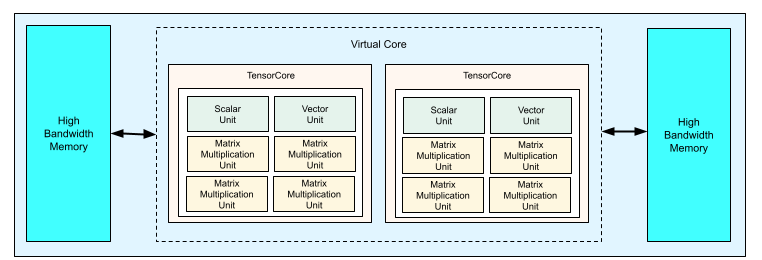 Virtual Core
High
Bandwidth
Memory
TensorCore
Scalar
Unit
Vector
Unit
Matrix
Multiplication
Unit
Matrix
Multiplication
Unit
Matrix
Multiplication
Unit
Matrix
Multiplication
Unit
TensorCore
Scalar
Unit
Vector
Unit
Matrix
Multiplication
Unit
Matrix
Multiplication
Unit
Matrix
Multiplication
Unit
Matrix
Multiplication
Unit
High
Bandwidth
Memory